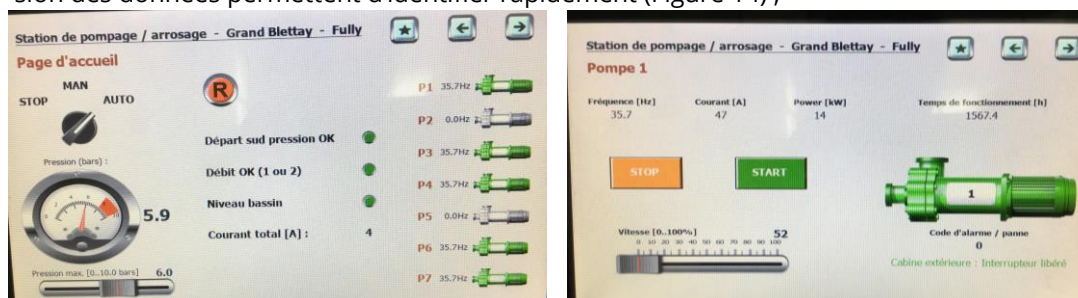 sion des données permettent d'identifier rapidement (Figure 14) ;
Station de pompage / arrosage - Grand Blettay - Fully
Page d'accueil
MAN
STOP
AUTO
R
Départ sud pression OK
Débit OK (1 ou 2)
Niveau bassin
Courant total [A] :
4
Pression (bars) :
5.9
Pression max. [0..10.0 bars]
6.0
P1 35.7Hz
P2 0.0Hz
P3 35.7Hz
P4 35.7Hz
P5 0.0Hz
P6 35.7Hz
P7 35.7Hz
Station de pompage / arrosage - Grand Blettay - Fully
Pompe 1
Fréquence [Hz] Courant [A] Power [kW] Temps de fonctionnement [h]
35.7 47 14 1567.4
STOP
START
1
Vitesse [0..100%]
52
0 10 20 30 40 50 60 70 80 90 100
Code d'alarme / panne
0
Cabine extérieure : Interrupteur libéré